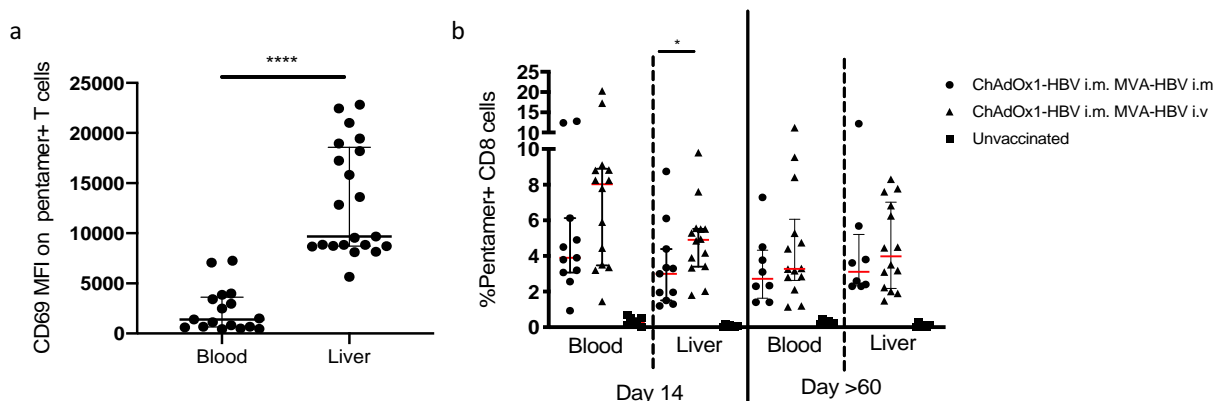 a
CD69 MFI on pentamer+ T cells
25000
20000
15000
10000
5000
0
****
Blood
Liver
b
%Pentamer+ CD8 cells
25
20
15
10
10
8
6
4
2
0
*
Blood
Liver
Blood
Liver
Day 14
Day >60
ChAdOx1-HBV i.m. MVA-HBV i.m
ChAdOx1-HBV i.m. MVA-HBV i.v
Unvaccinated